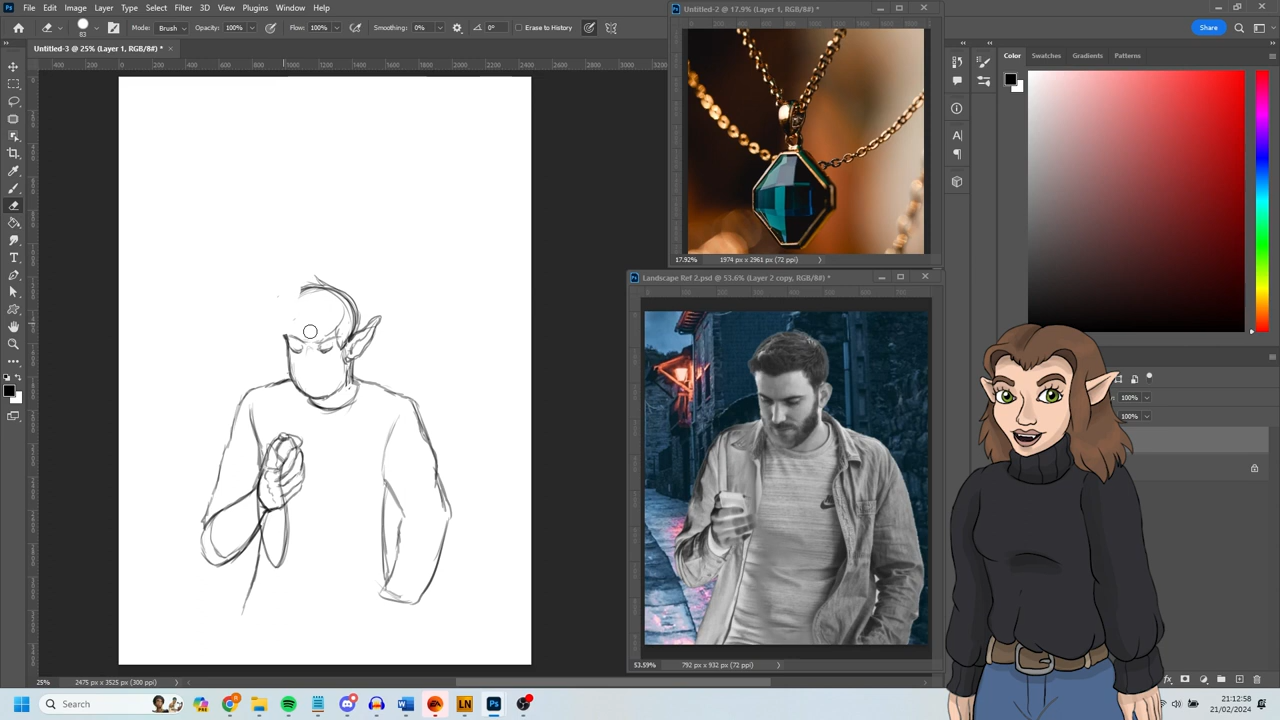 File Edit Image Layer Type Select Filter 3D View Plugins Window Help
Mode: Brush Opacity: 100% Flow: 100% Smoothing: 0% 0° Erase to History
Share
Untitled-3 @ 25% (Layer 1, RGB/8#) *
Untitled-2 @ 17.9% (Layer 1, RGB/8#) *
17.92% 1974 px x 2961 px (72 ppi)
Landscape Ref 2.psd @ 53.6% (Layer 2 copy, RGB/8#) *
53.59% 792 px x 932 px (72 ppi)
Color Swatches Gradients Patterns
100%
100%
25% 2475 px x 3525 px (300 ppi)
Search
21:12:58
21/02/2024